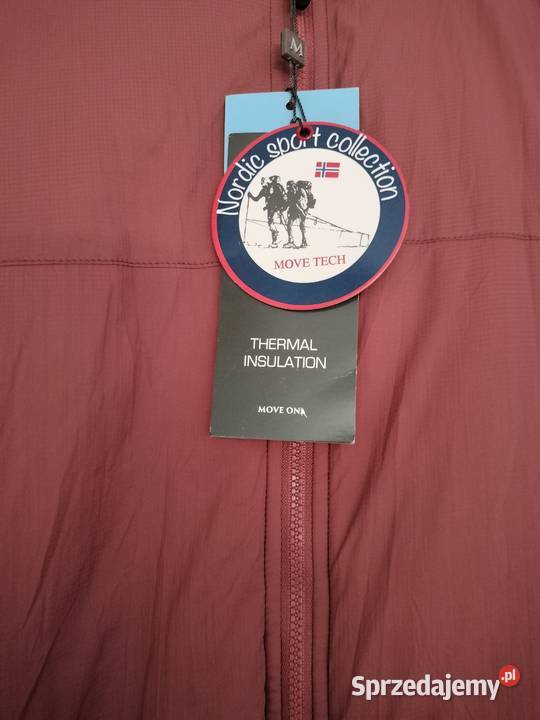 M
Nordic sport collection
MOVE TECH
THERMAL
INSULATION
MOVE ON
Sprzedajemy.pl